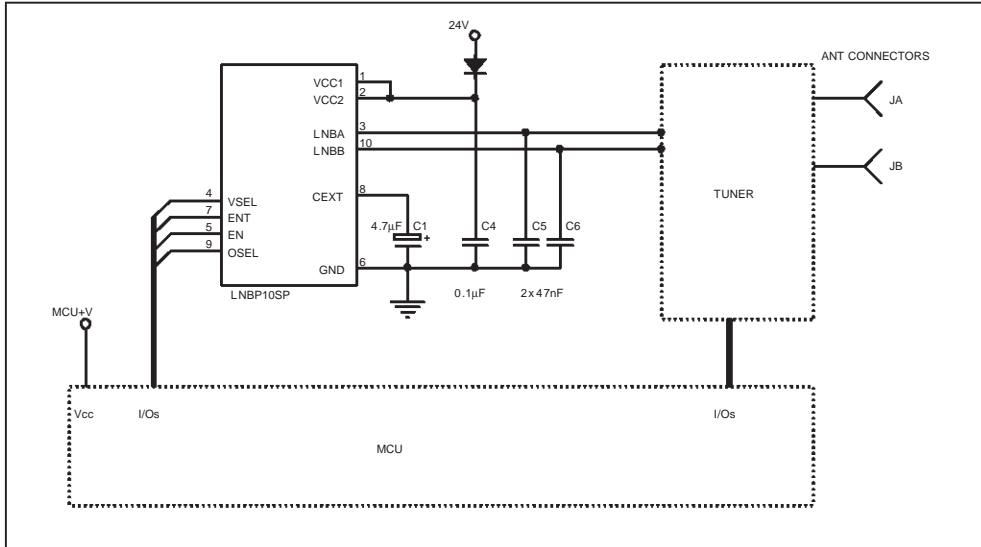 24V
ANT CONNECTORS
VCC1
1
VCC2
2
JA
LNBA
3
LNBB
10
JB
TUNER
CEXT
8
4
VSEL
7
ENT
5
EN
9
OSEL
4.7µF
C1
+
C4
C5
C6
GND
6
LNBP10SP
0.1µF
2x47nF
MCU+V
Vcc
I/Os
I/Os
MCU